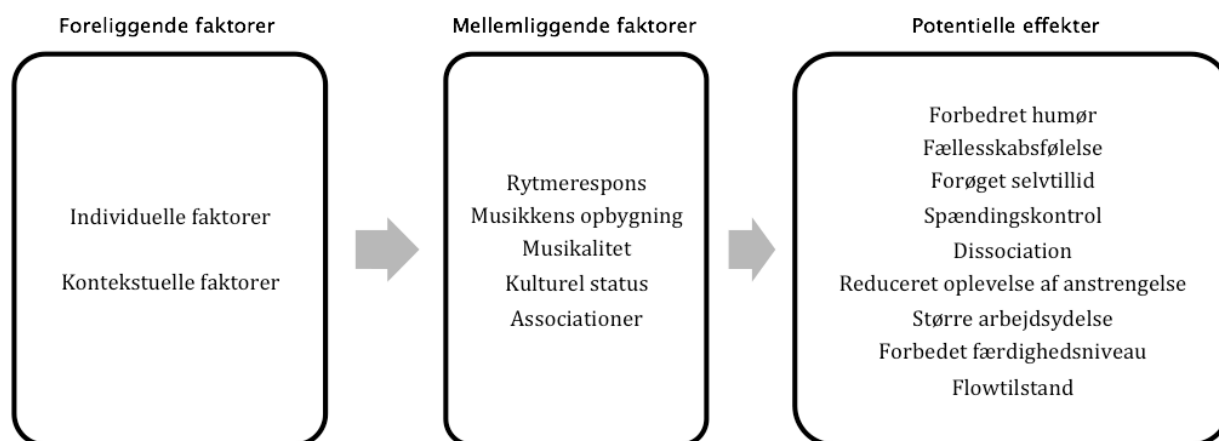 Foreliggende faktorer
Individuelle faktorer
Kontekstuelle faktorer
Mellemliggende faktorer
Rytmerespons
Musikkens opbygning
Musikalitet
Kulturel status
Associationer
Potentielle effekter
Forbedret humør
Fællesskabsfølelse
Forøget selvtillid
Spændingskontrol
Dissociation
Reduceret oplevelse af anstrengelse
Større arbejdsydelse
Forbedet færdighedsniveau
Flowtilstand